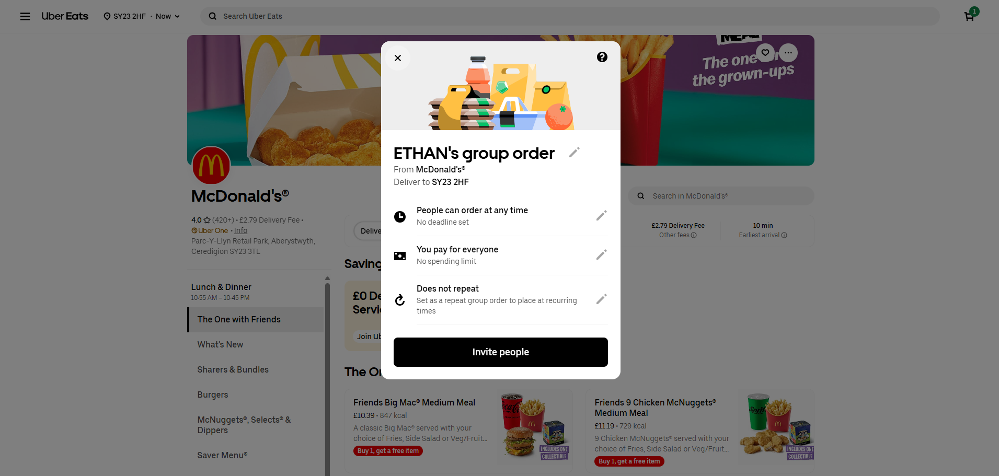 Uber Eats
SY23 2HF • Now
Search Uber Eats
1
MEAL
The one for
the grown-ups
ETHAN's group order
From McDonald's®
Deliver to SY23 2HF
People can order at any time
No deadline set
You pay for everyone
No spending limit
Does not repeat
Set as a repeat group order to place at recurring
times
Invite people
McDonald's®
4.0 (420+) • £2.79 Delivery Fee •
Uber One • Info
Parc-Y-Llyn Retail Park, Aberystwyth,
Ceredigion SY23 3TL
Search in McDonald's®
Delive
£2.79 Delivery Fee
Other fees
10 min
Earliest arrival
Lunch & Dinner
10:55 AM – 10:45 PM
The One with Friends
What's New
Sharers & Bundles
Burgers
McNuggets®, Selects® &
Dippers
Saver Menu®
Saving
£0 De
Servi
Join Ub
The O
Friends Big Mac® Medium Meal
£10.39 • 847 kcal
A classic Big Mac® served with your
choice of Fries, Side Salad or Veg/Fruit...
Buy 1, get a free item
Coca-Cola
INCLUDES ONE
COLLECTIBLE
Friends 9 Chicken McNuggets®
Medium Meal
£11.19 • 729 kcal
9 Chicken McNuggets® served with your
choice of Fries, Side Salad or Veg/Fruit...
Buy 1, get a free item
Sprite
INCLUDES ONE
COLLECTIBLE